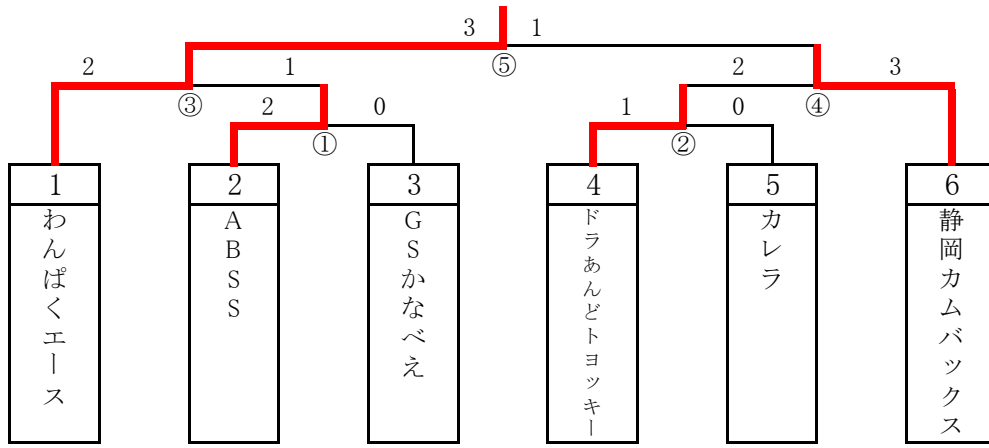 3 1
⑤
2 1 2 3
③ ④
2 0 1 0
① ②
1 2 3 4 5 6
わんぱくエース
ABSS
GSかなべえ
ドラあんどトヨッキー
カレラ
静岡カムバックス